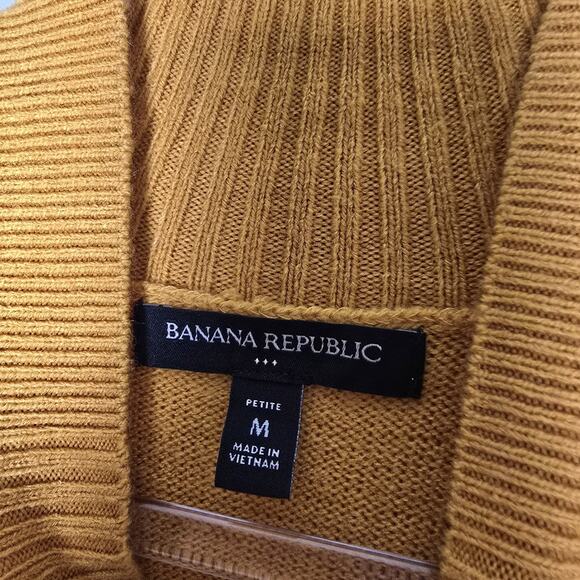 BANANA REPUBLIC
PETITE
M
MADE IN
VIETNAM